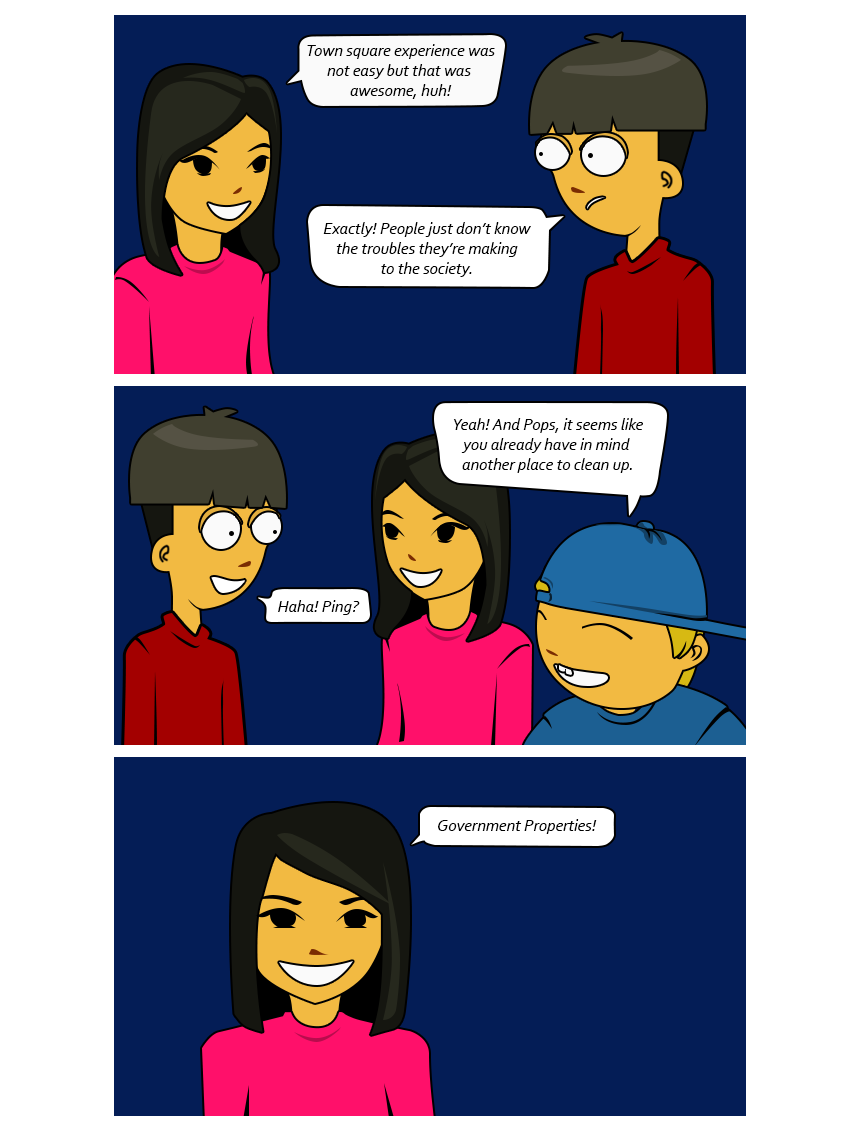 Town square experience was
not easy but that was
awesome, huh!
Exactly! People just don't know
the troubles they're making
to the society.
Yeah! And Pops, it seems like
you already have in mind
another place to clean up.
Haha! Ping?
Government Properties!